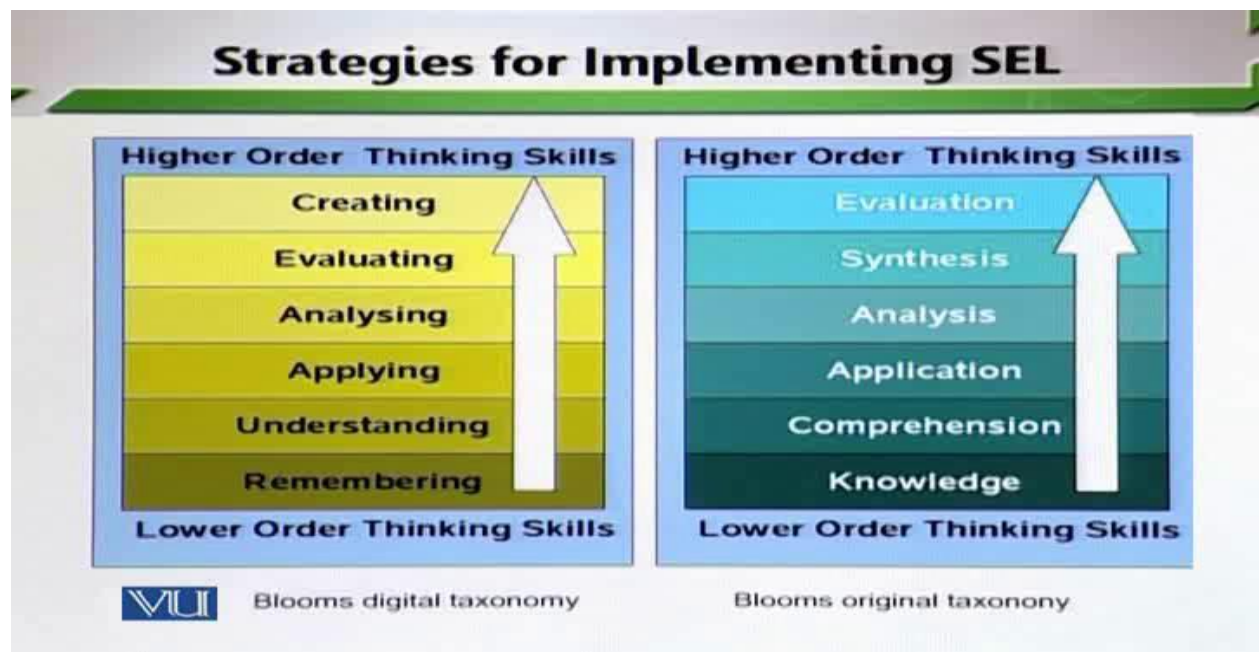 Strategies for Implementing SEL
Higher Order Thinking Skills
Creating
Evaluating
Analysing
Applying
Understanding
Remembering
Lower Order Thinking Skills
Higher Order Thinking Skills
Evaluation
Synthesis
Analysis
Application
Comprehension
Knowledge
Lower Order Thinking Skills
VU
Blooms digital taxonomy
Blooms original taxonony